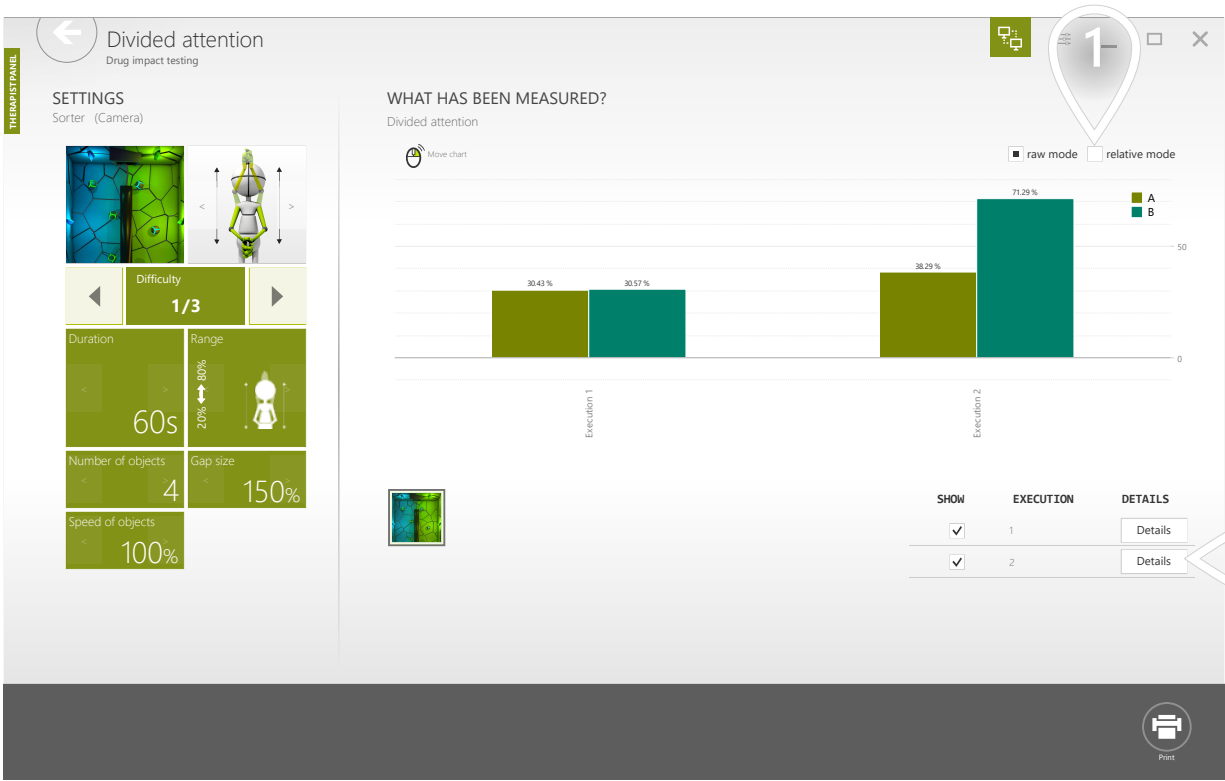 Divided attention
Drug impact testing
THERAPIST PANEL
1
SETTINGS
Sorter (Camera)
Difficulty
1/3
Duration
60s
Range
20% 80%
Number of objects
4
Gap size
150%
Speed of objects
100%
WHAT HAS BEEN MEASURED?
Divided attention
Move chart
raw mode relative mode
A
B
30.43 % 30.57 %
38.29 % 71.29 %
50
0
Execution 1
Execution 2
SHOW EXECUTION DETAILS
1 Details
2 Details
Print